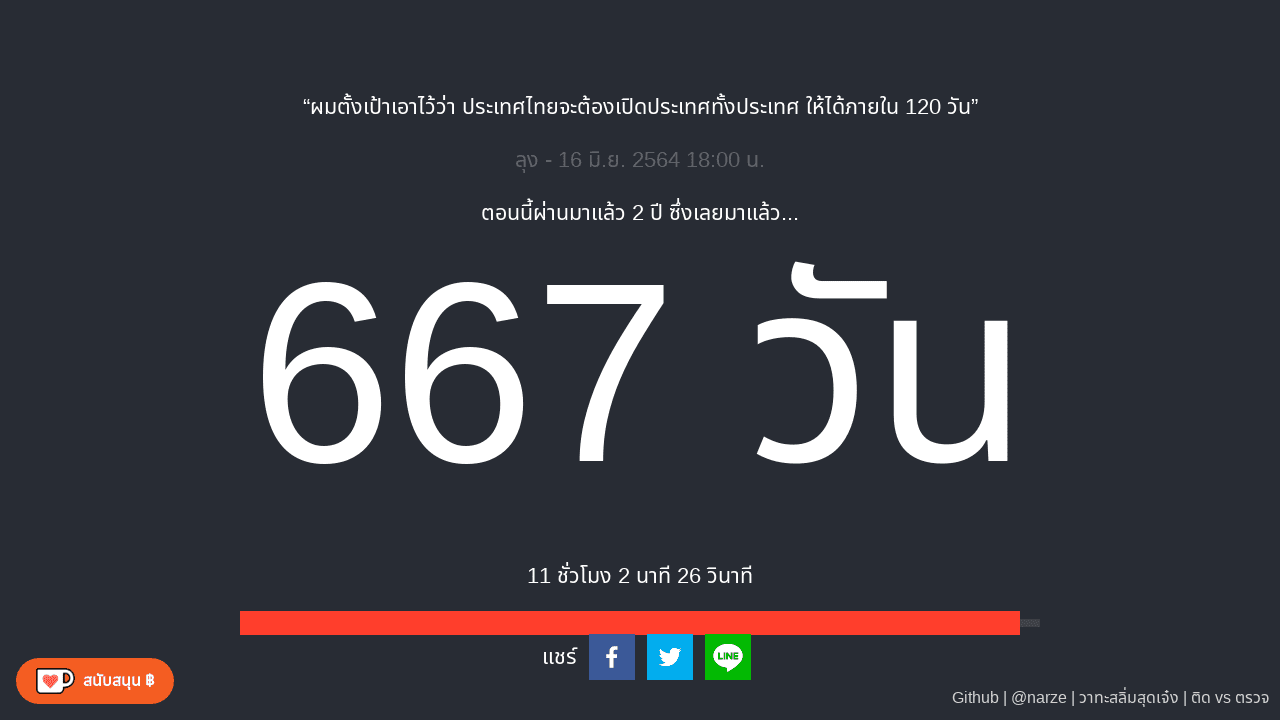 “ผมตั้งเป้าเอาไว้ว่า ประเทศไทยจะต้องเปิดประเทศทั้งประเทศ ให้ได้ภายใน 120 วัน”
ลุง - 16 มิ.ย. 2564 18:00 น.
ตอนนี้ผ่านมาแล้ว 2 ปี ซึ่งเลยมาแล้ว...
667 วัน
11 ชั่วโมง 2 นาที 26 วินาที
แชร์
LINE
สนับสนุน ฿
Github | @narze | วาทะสลิ่มสุดเจ๋ง | ติด vs ตรวจ